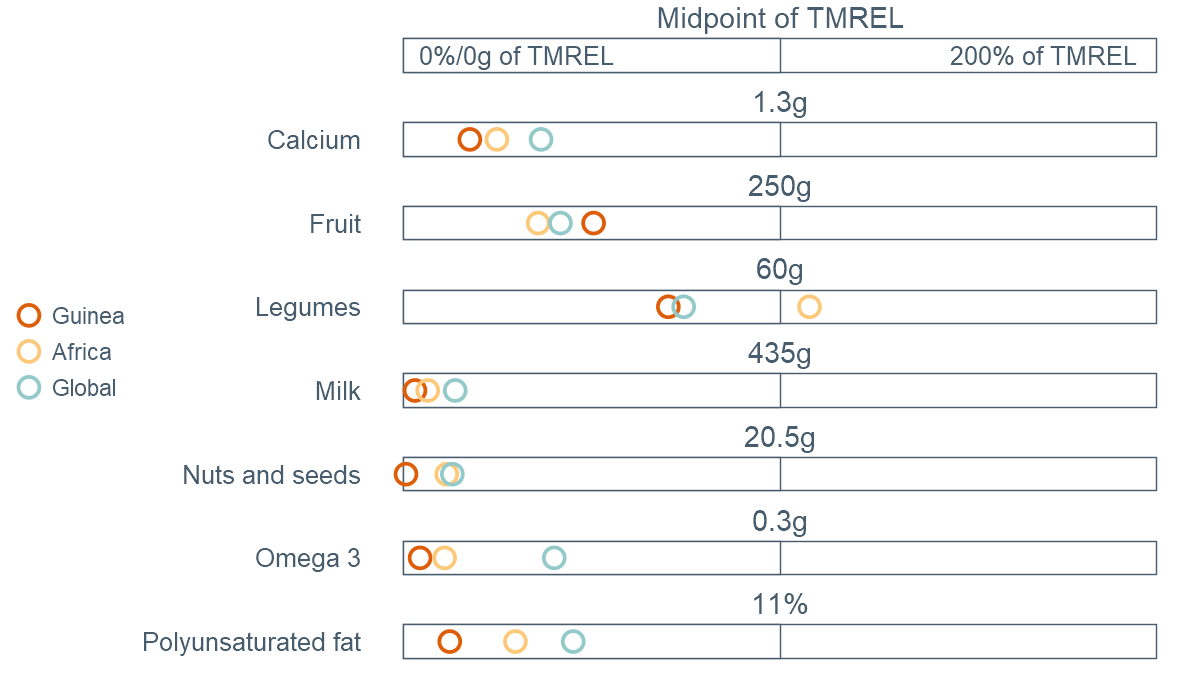 Midpoint of TMREL
0%/0g of TMREL
200% of TMREL
1.3g
Calcium
250g
Fruit
60g
Legumes
Guinea
Africa
Global
435g
Milk
20.5g
Nuts and seeds
0.3g
Omega 3
11%
Polyunsaturated fat